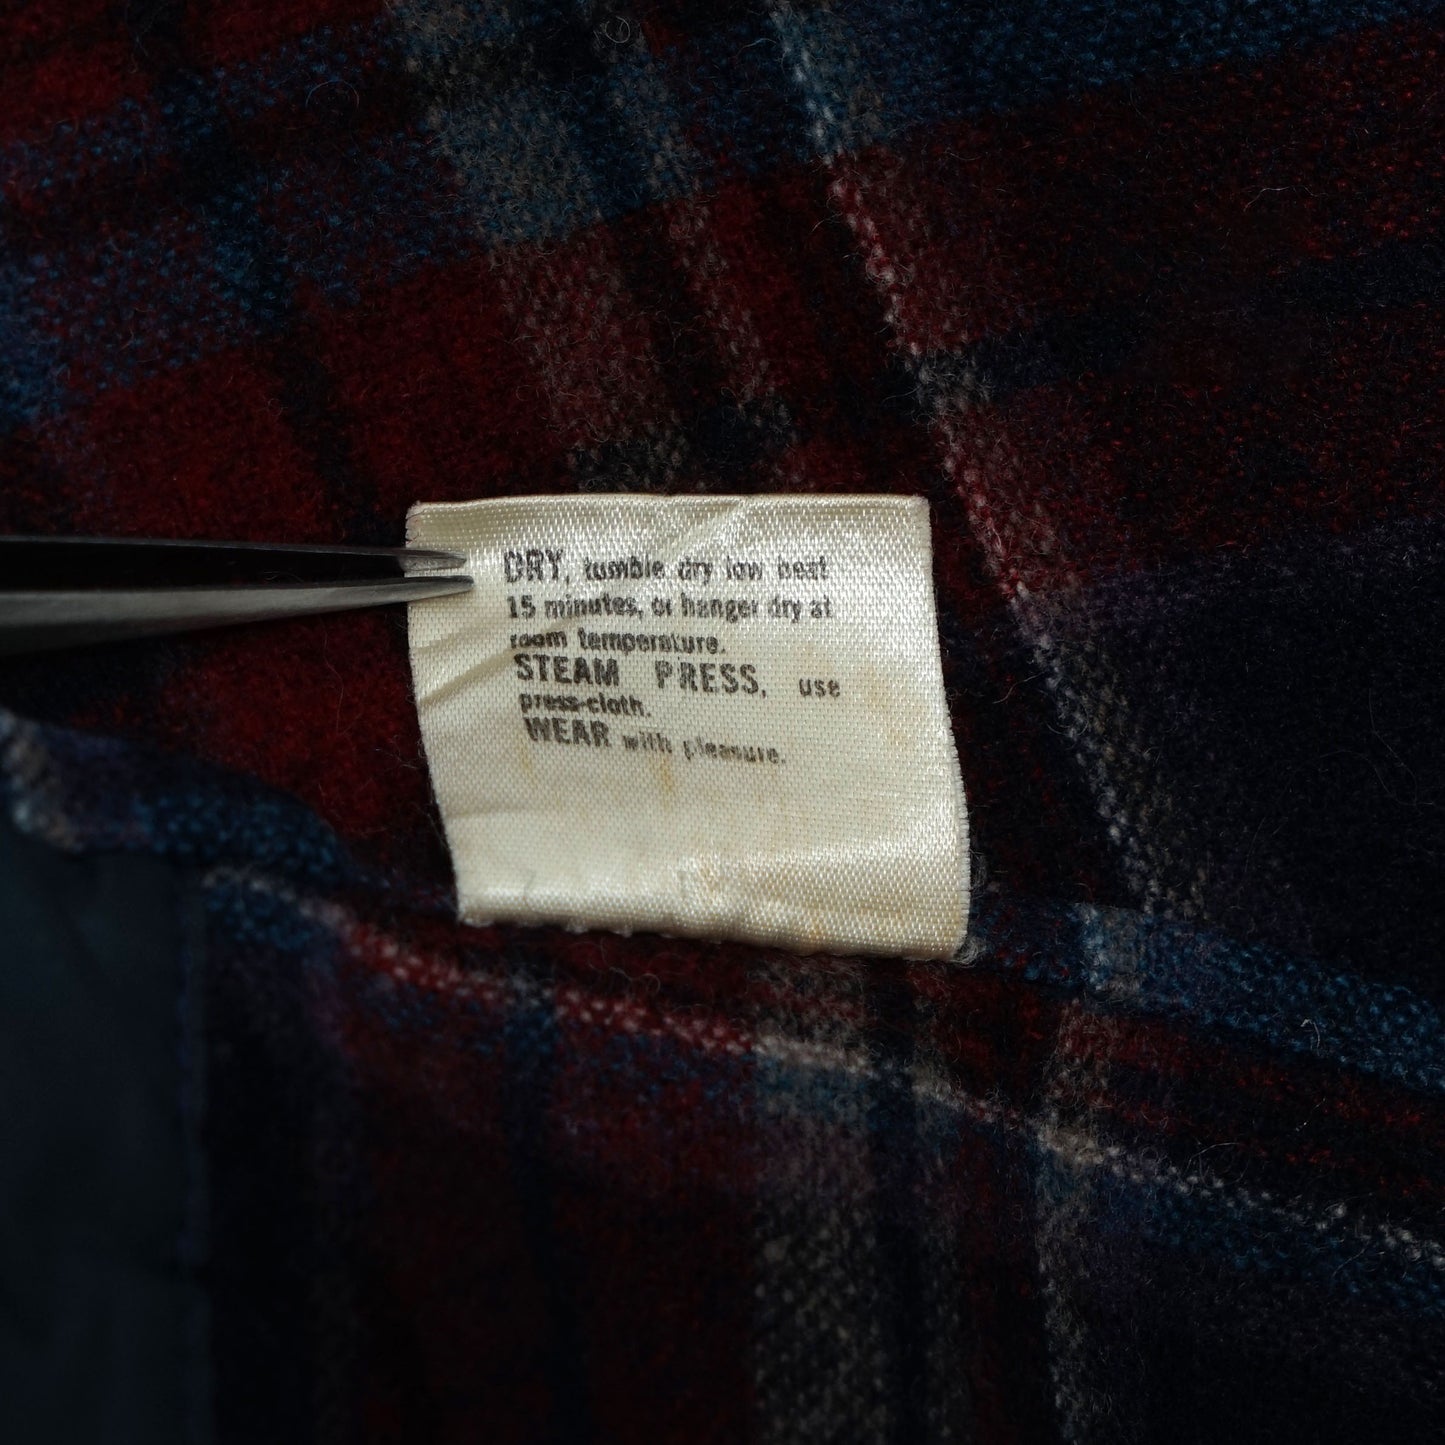 DRY, tumble dry low heat
15 minutes, or hanger dry at
room temperature.
STEAM PRESS, use
press-cloth.
WEAR with pleasure.